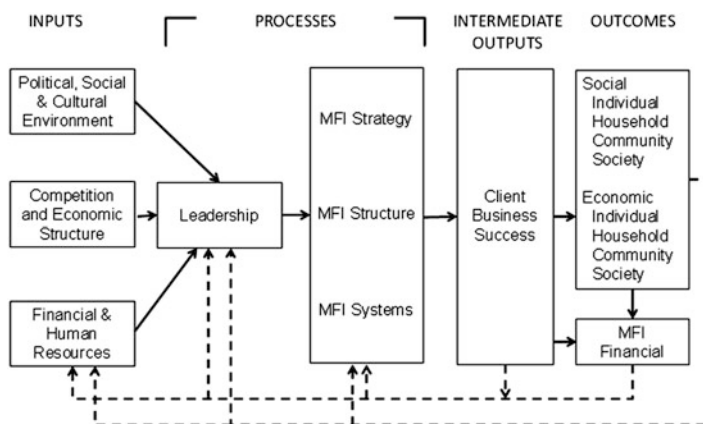 INPUTS
PROCESSES
INTERMEDIATE
OUTPUTS
OUTCOMES
Political, Social
& Cultural
Environment
Competition
and Economic
Structure
Financial &
Human
Resources
Leadership
MFI Strategy
MFI Structure
MFI Systems
Client
Business
Success
Social
Individual
Household
Community
Society
Economic
Individual
Household
Community
Society
MFI
Financial